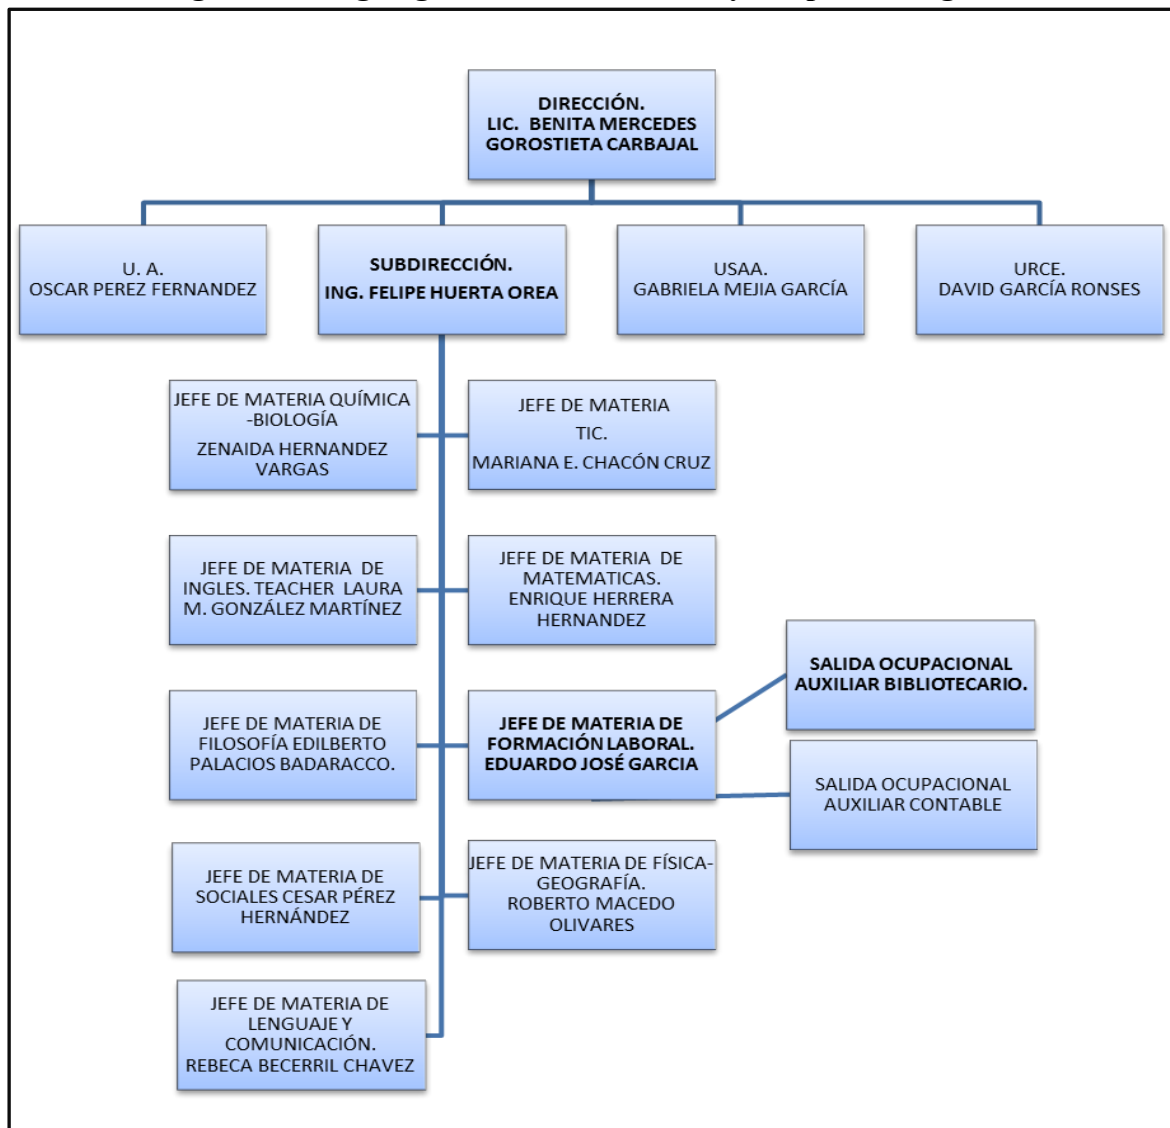 DIRECCIÓN.
LIC. BENITA MERCEDES
GOROSTIETA CARBAJAL
U. A.
OSCAR PEREZ FERNANDEZ
SUBDIRECCIÓN.
ING. FELIPE HUERTA OREA
USAA.
GABRIELA MEJIA GARCÍA
URCE.
DAVID GARCÍA RONSES
JEFE DE MATERIA QUÍMICA
-BIOLOGÍA
ZENAIDA HERNANDEZ
VARGAS
JEFE DE MATERIA
TIC.
MARIANA E. CHACÓN CRUZ
JEFE DE MATERIA DE
INGLES. TEACHER LAURA
M. GONZÁLEZ MARTÍNEZ
JEFE DE MATERIA DE
MATEMATICAS.
ENRIQUE HERRERA
HERNANDEZ
JEFE DE MATERIA DE
FILOSOFÍA EDILBERTO
PALACIOS BADARACCO.
JEFE DE MATERIA DE
FORMACIÓN LABORAL.
EDUARDO JOSÉ GARCIA
SALIDA OCUPACIONAL
AUXILIAR BIBLIOTECARIO.
SALIDA OCUPACIONAL
AUXILIAR CONTABLE
JEFE DE MATERIA DE
SOCIALES CESAR PÉREZ
HERNÁNDEZ
JEFE DE MATERIA DE FÍSICA-
GEOGRAFÍA.
ROBERTO MACEDO
OLIVARES
JEFE DE MATERIA DE
LENGUAJE Y
COMUNICACIÓN.
REBECA BECERRIL CHAVEZ